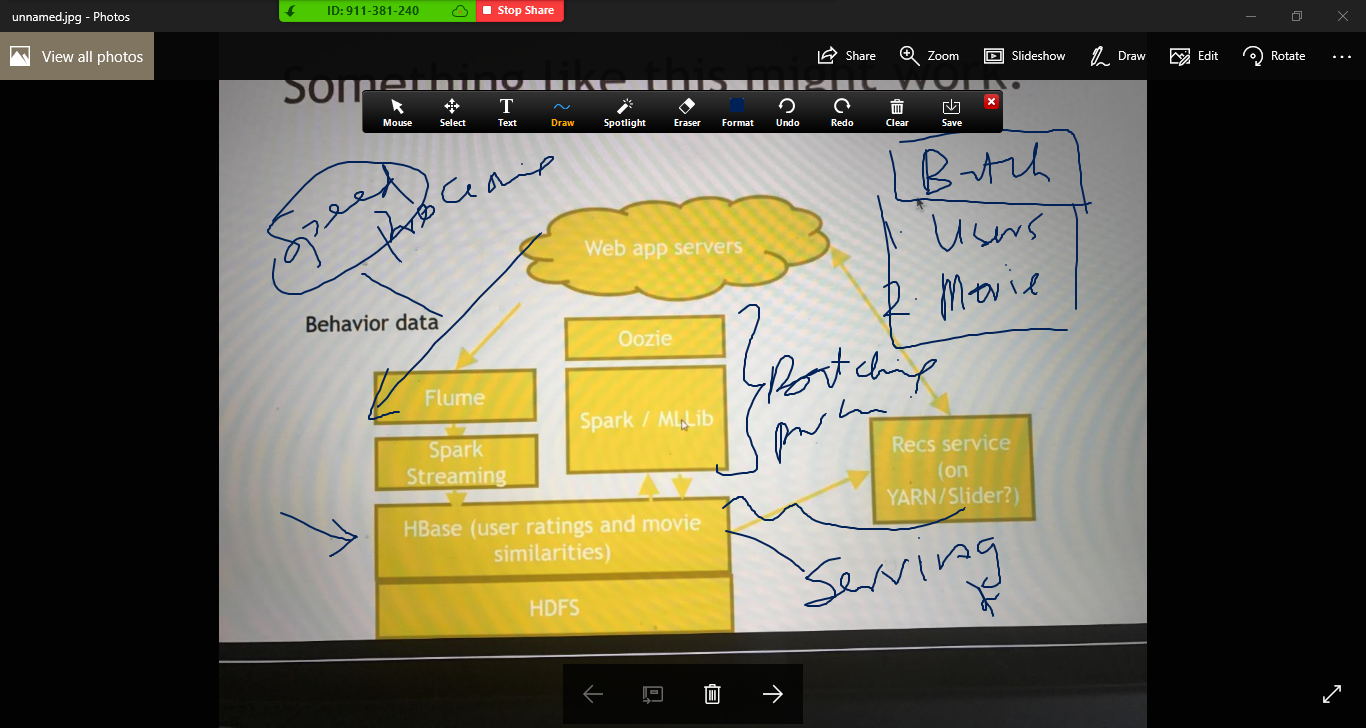 unnamed.jpg - Photos
ID: 911-381-240
Stop Share
View all photos
Share
Zoom
Slideshow
Draw
Edit
Rotate
Something like this might work.
Mouse
Select
Text
Draw
Spotlight
Eraser
Format
Undo
Redo
Clear
Save
Speed
Batch
1. Users
2. Movie
Web app servers
Behavior data
Oozie
Flume
Spark / MLLib
Spark
Streaming
Recs service
(on
YARN/Slider?)
HBase (user ratings and movie
similarities)
Serving
HDFS